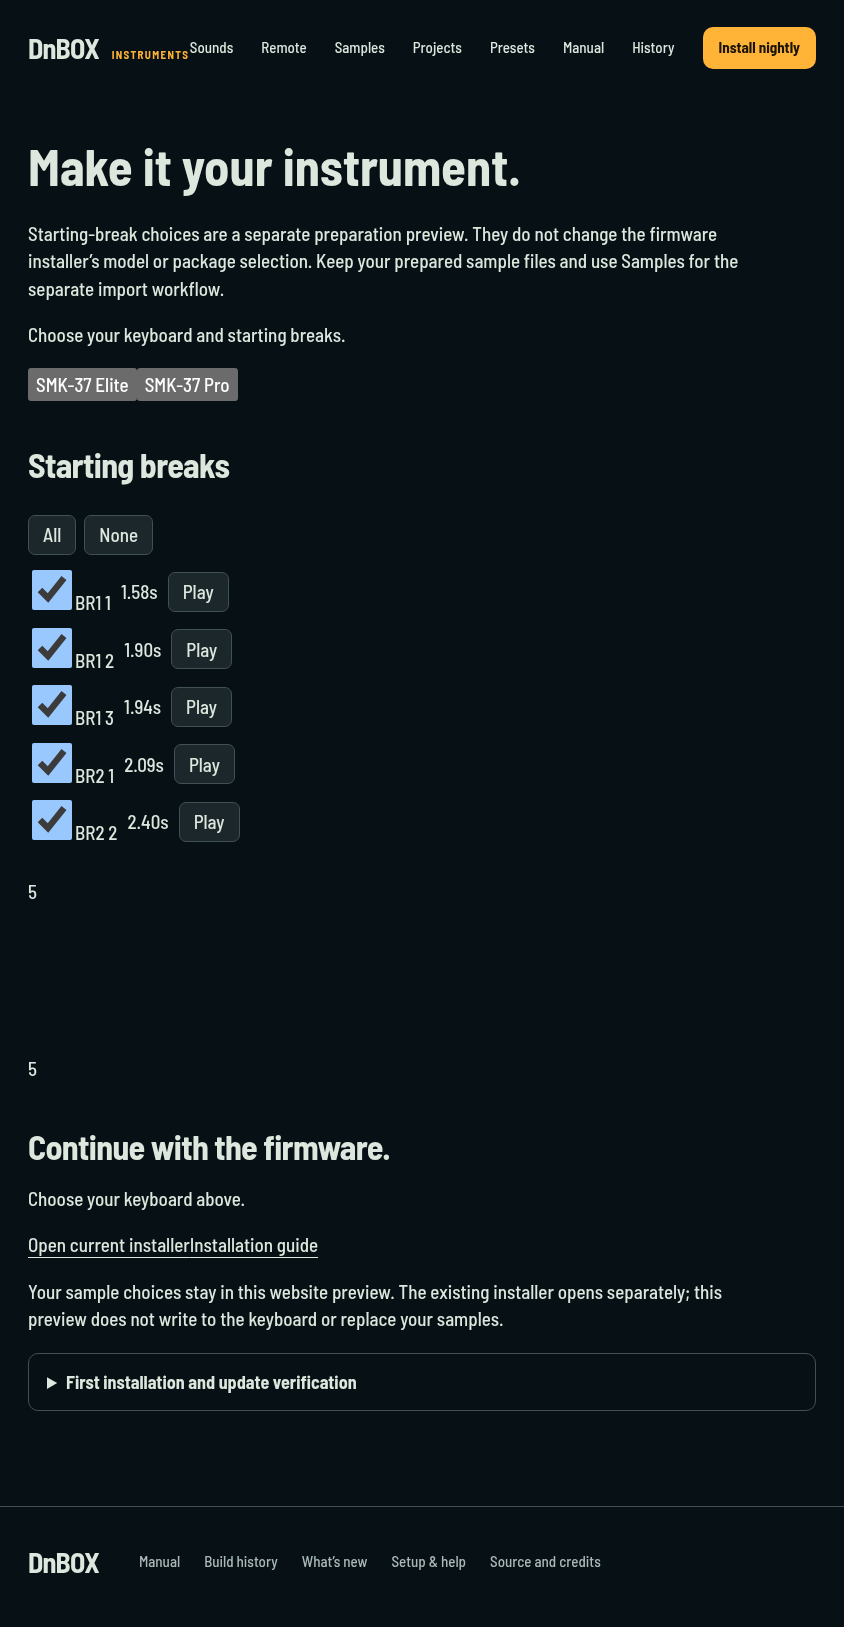 DnBOX INSTRUMENTS Sounds Remote Samples Projects Presets Manual History Install nightly
Make it your instrument.
Starting-break choices are a separate preparation preview. They do not change the firmware
installer’s model or package selection. Keep your prepared sample files and use Samples for the
separate import workflow.
Choose your keyboard and starting breaks.
SMK-37 Elite SMK-37 Pro
Starting breaks
All None
BR1 1 1.58s Play
BR1 2 1.90s Play
BR1 3 1.94s Play
BR2 1 2.09s Play
BR2 2 2.40s Play
5
5
Continue with the firmware.
Choose your keyboard above.
Open current installerInstallation guide
Your sample choices stay in this website preview. The existing installer opens separately; this
preview does not write to the keyboard or replace your samples.
First installation and update verification
DnBOX Manual Build history What’s new Setup & help Source and credits